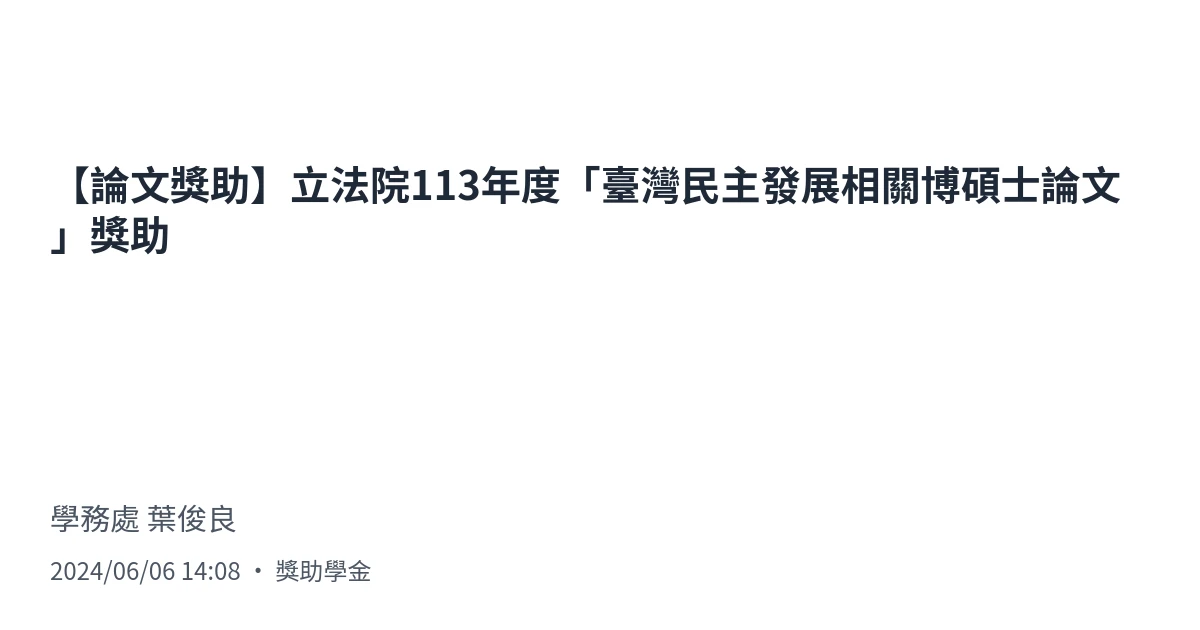 【論文獎助】立法院113年度「臺灣民主發展相關博碩士論文
」獎助
學務處 葉俊良
2024/06/06 14:08 ・ 獎助學金